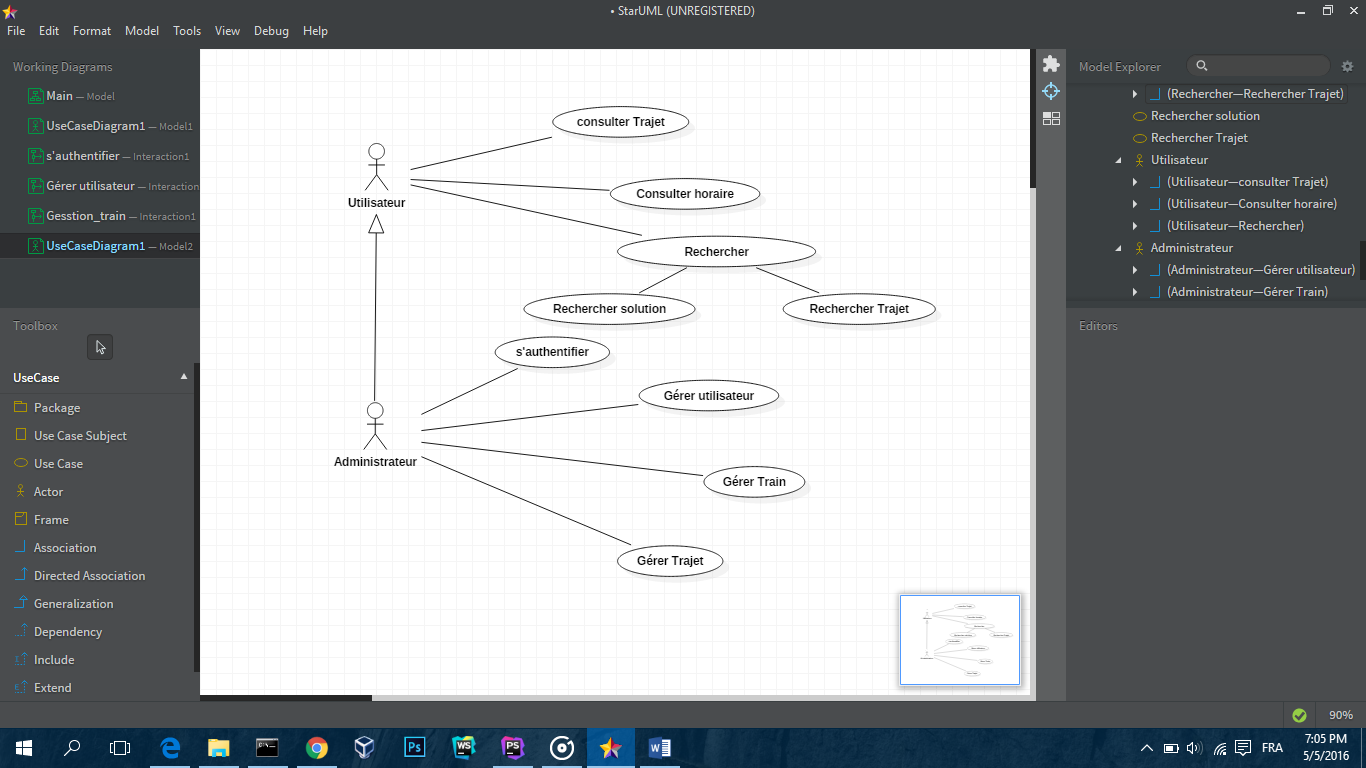 • StarUML (UNREGISTERED)
File Edit Format Model Tools View Debug Help
Working Diagrams
Main — Model
UseCaseDiagram1 — Model1
s'authentifier — Interaction1
Gérer utilisateur — Interaction
Gesstion_train — Interaction1
UseCaseDiagram1 — Model2
Toolbox
UseCase
Package
Use Case Subject
Use Case
Actor
Frame
Association
Directed Association
Generalization
Dependency
Include
Extend
consulter Trajet
Utilisateur
Consulter horaire
Rechercher
Rechercher solution
Rechercher Trajet
s'authentifier
Gérer utilisateur
Administrateur
Gérer Train
Gérer Trajet
Model Explorer
(Rechercher—Rechercher Trajet)
Rechercher solution
Rechercher Trajet
Utilisateur
(Utilisateur—consulter Trajet)
(Utilisateur—Consulter horaire)
(Utilisateur—Rechercher)
Administrateur
(Administrateur—Gérer utilisateur)
(Administrateur—Gérer Train)
Editors
90%
Ps
WS
PS
W
FRA
7:05 PM
5/5/2016